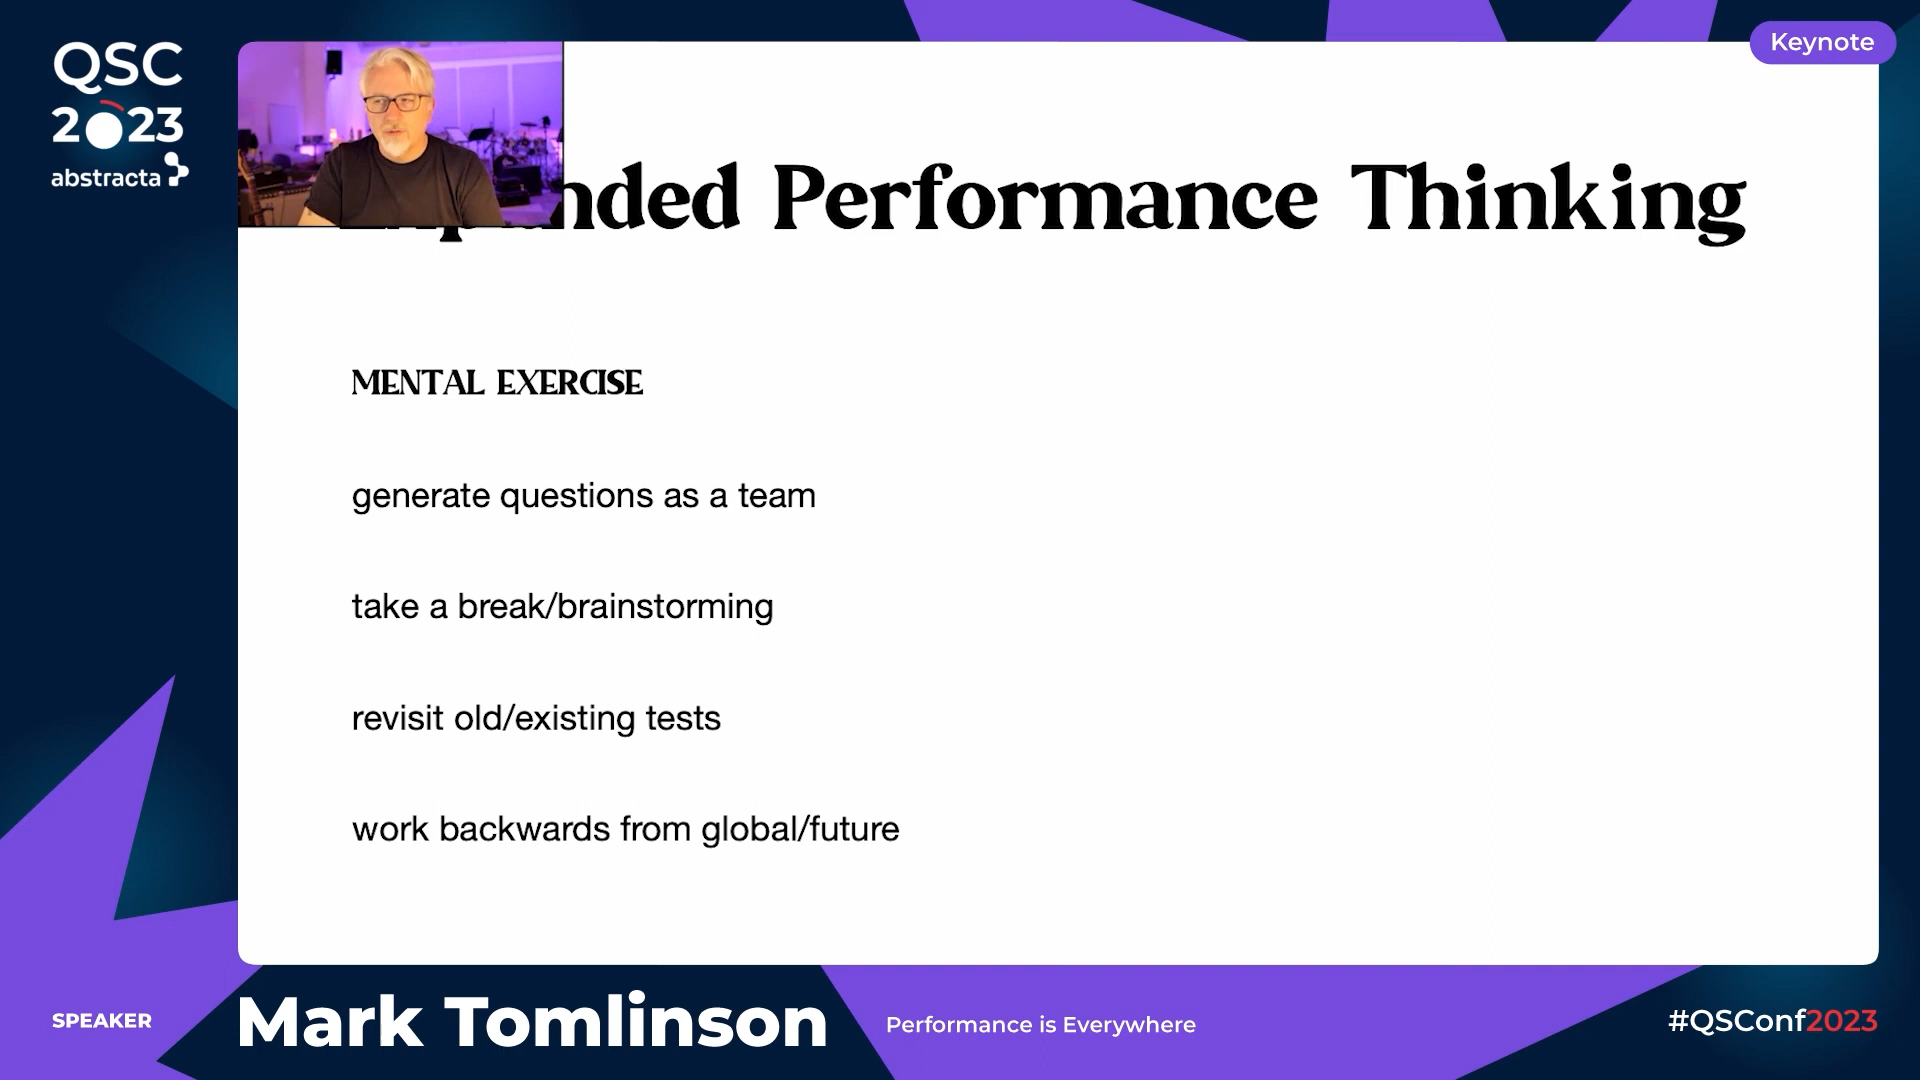 QSC
2023
abstracta
Keynote
Performance Thinking
MENTAL EXERCISE
generate questions as a team
take a break/brainstorming
revisit old/existing tests
work backwards from global/future
SPEAKER
Mark Tomlinson
Performance is Everywhere
#QSConf2023